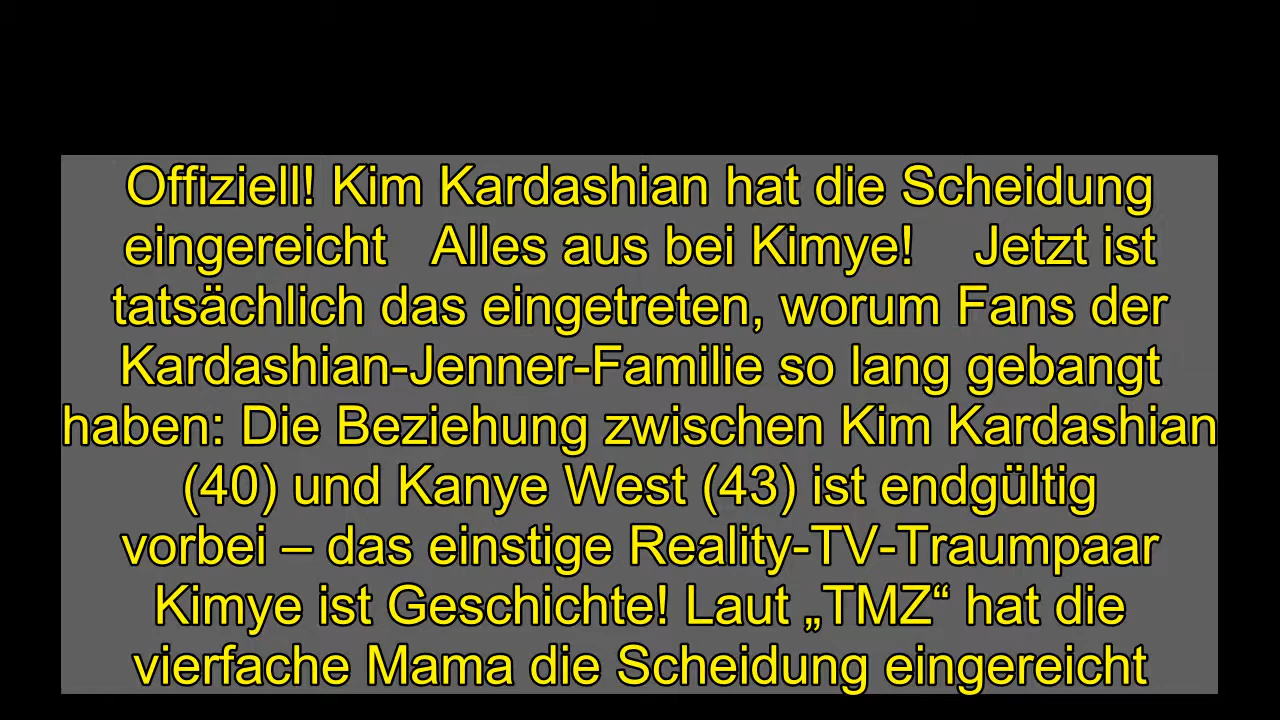 Offiziell! Kim Kardashian hat die Scheidung
eingereicht   Alles aus bei Kimye!    Jetzt ist
tatsächlich das eingetreten, worum Fans der
Kardashian-Jenner-Familie so lang gebangt
haben: Die Beziehung zwischen Kim Kardashian
(40) und Kanye West (43) ist endgültig
vorbei – das einstige Reality-TV-Traumpaar
Kimye ist Geschichte! Laut „TMZ“ hat die
vierfache Mama die Scheidung eingereicht